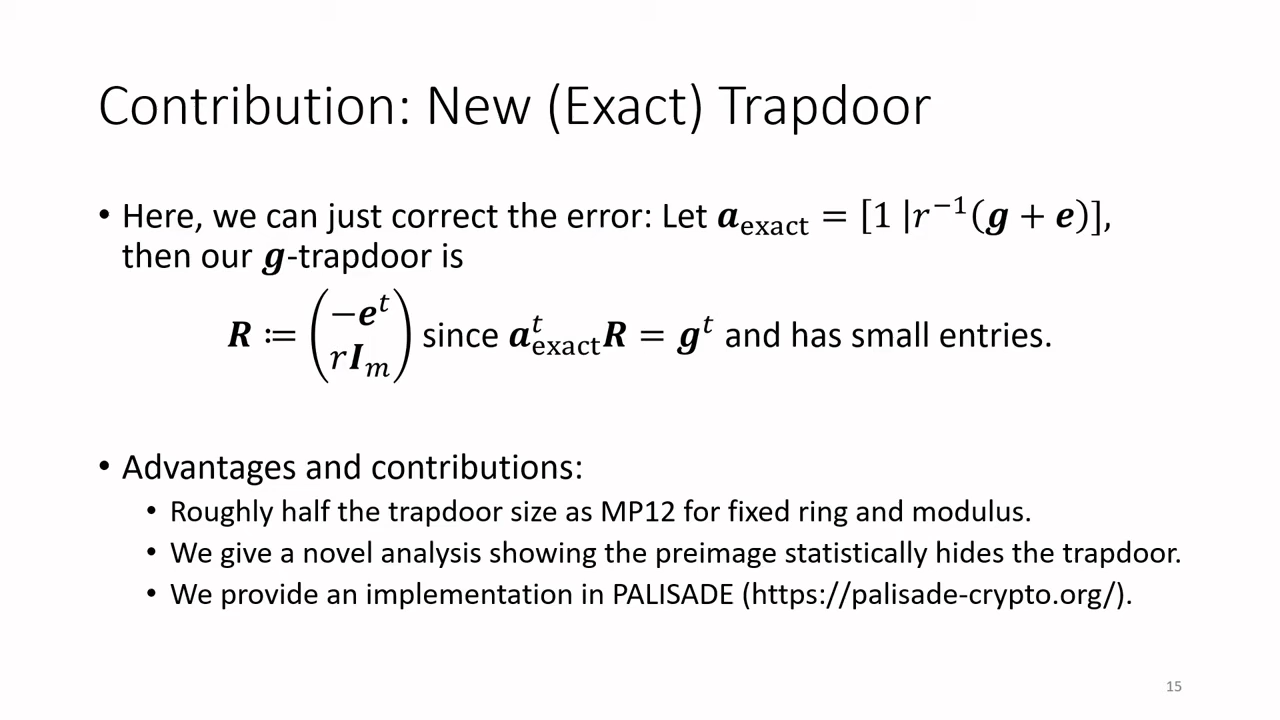 Contribution: New (Exact) Trapdoor
• Here, we can just correct the error: Let 𝒂_exact = [1 |𝑟⁻¹(𝒈 + 𝒆)],
then our 𝒈-trapdoor is
𝑹 ≔ (−𝒆ᵗ ; 𝑟𝑰ₘ) since 𝒂ᵗ_exact 𝑹 = 𝒈ᵗ and has small entries.
• Advantages and contributions:
• Roughly half the trapdoor size as MP12 for fixed ring and modulus.
• We give a novel analysis showing the preimage statistically hides the trapdoor.
• We provide an implementation in PALISADE (https://palisade-crypto.org/).
15